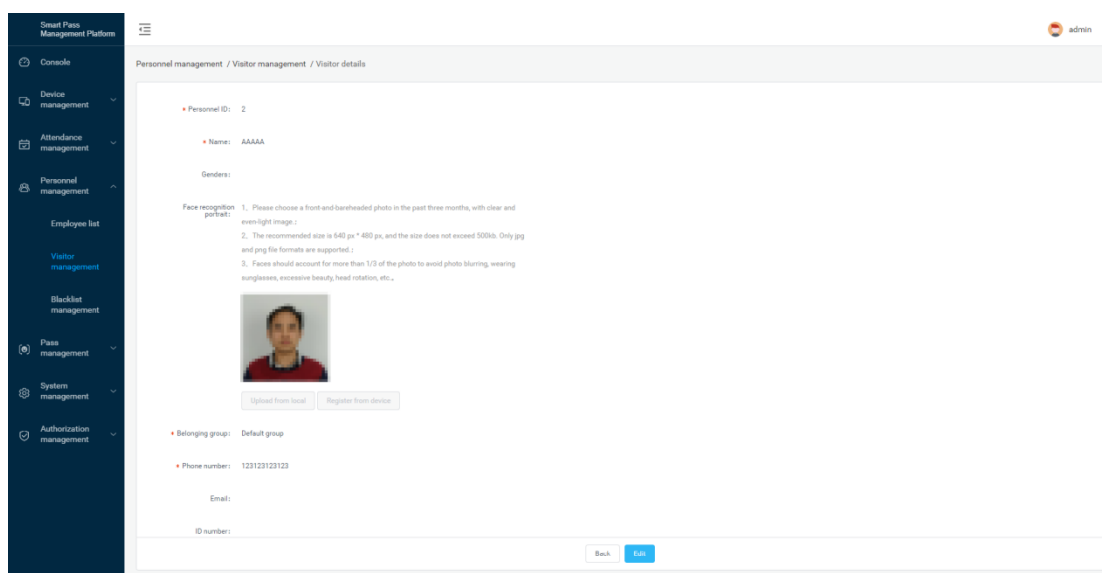 Smart Pass
Management Platform
admin
Console
Personnel management / Visitor management / Visitor details
Device
management
Attendance
management
Personnel
management
Employee list
Visitor
management
Blacklist
management
Pass
management
System
management
Authorization
management
* Personnel ID: 2
* Name: AAAAA
Genders:
Face recognition
portrait:
1、Please choose a front-and-bareheaded photo in the past three months, with clear and
even-light image.;
2、The recommended size is 640 px * 480 px, and the size does not exceed 500kb. Only jpg
and png file formats are supported.;
3、Faces should account for more than 1/3 of the photo to avoid photo blurring, wearing
sunglasses, excessive beauty, head rotation, etc.。
Upload from local
Register from device
* Belonging group: Default group
* Phone number: 123123123123
Email:
ID number:
Back
Edit